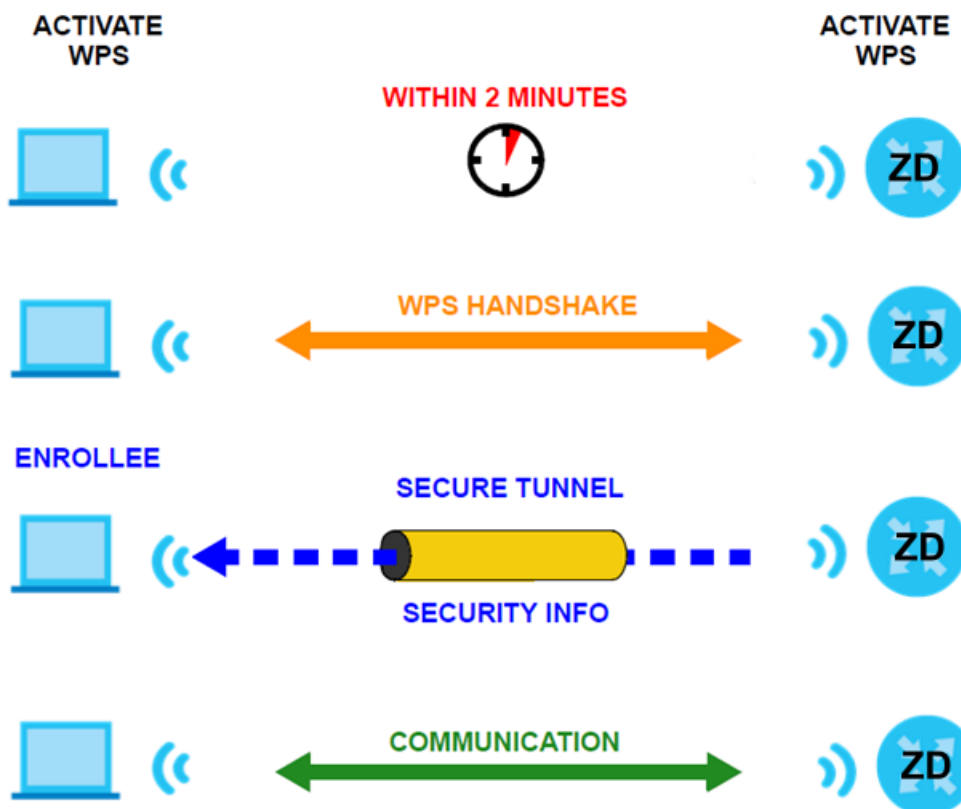 ACTIVATE
WPS
ACTIVATE
WPS
WITHIN 2 MINUTES
ZD
WPS HANDSHAKE
ZD
ENROLLEE
SECURE TUNNEL
ZD
SECURITY INFO
COMMUNICATION
ZD